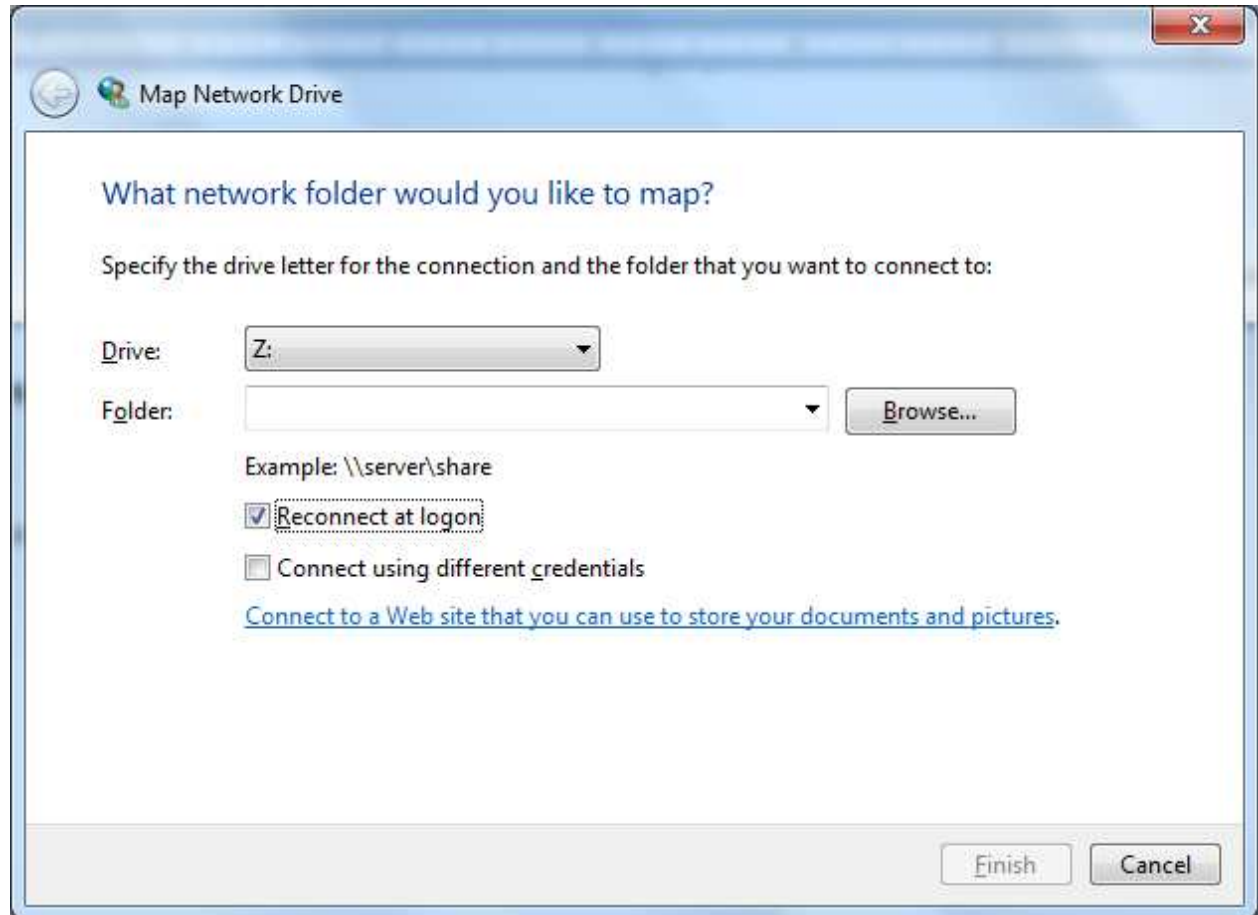 Map Network Drive
What network folder would you like to map?
Specify the drive letter for the connection and the folder that you want to connect to:
Drive: Z:
Folder: Browse...
Example: \\server\share
Reconnect at logon
Connect using different credentials
Connect to a Web site that you can use to store your documents and pictures.
Finish Cancel